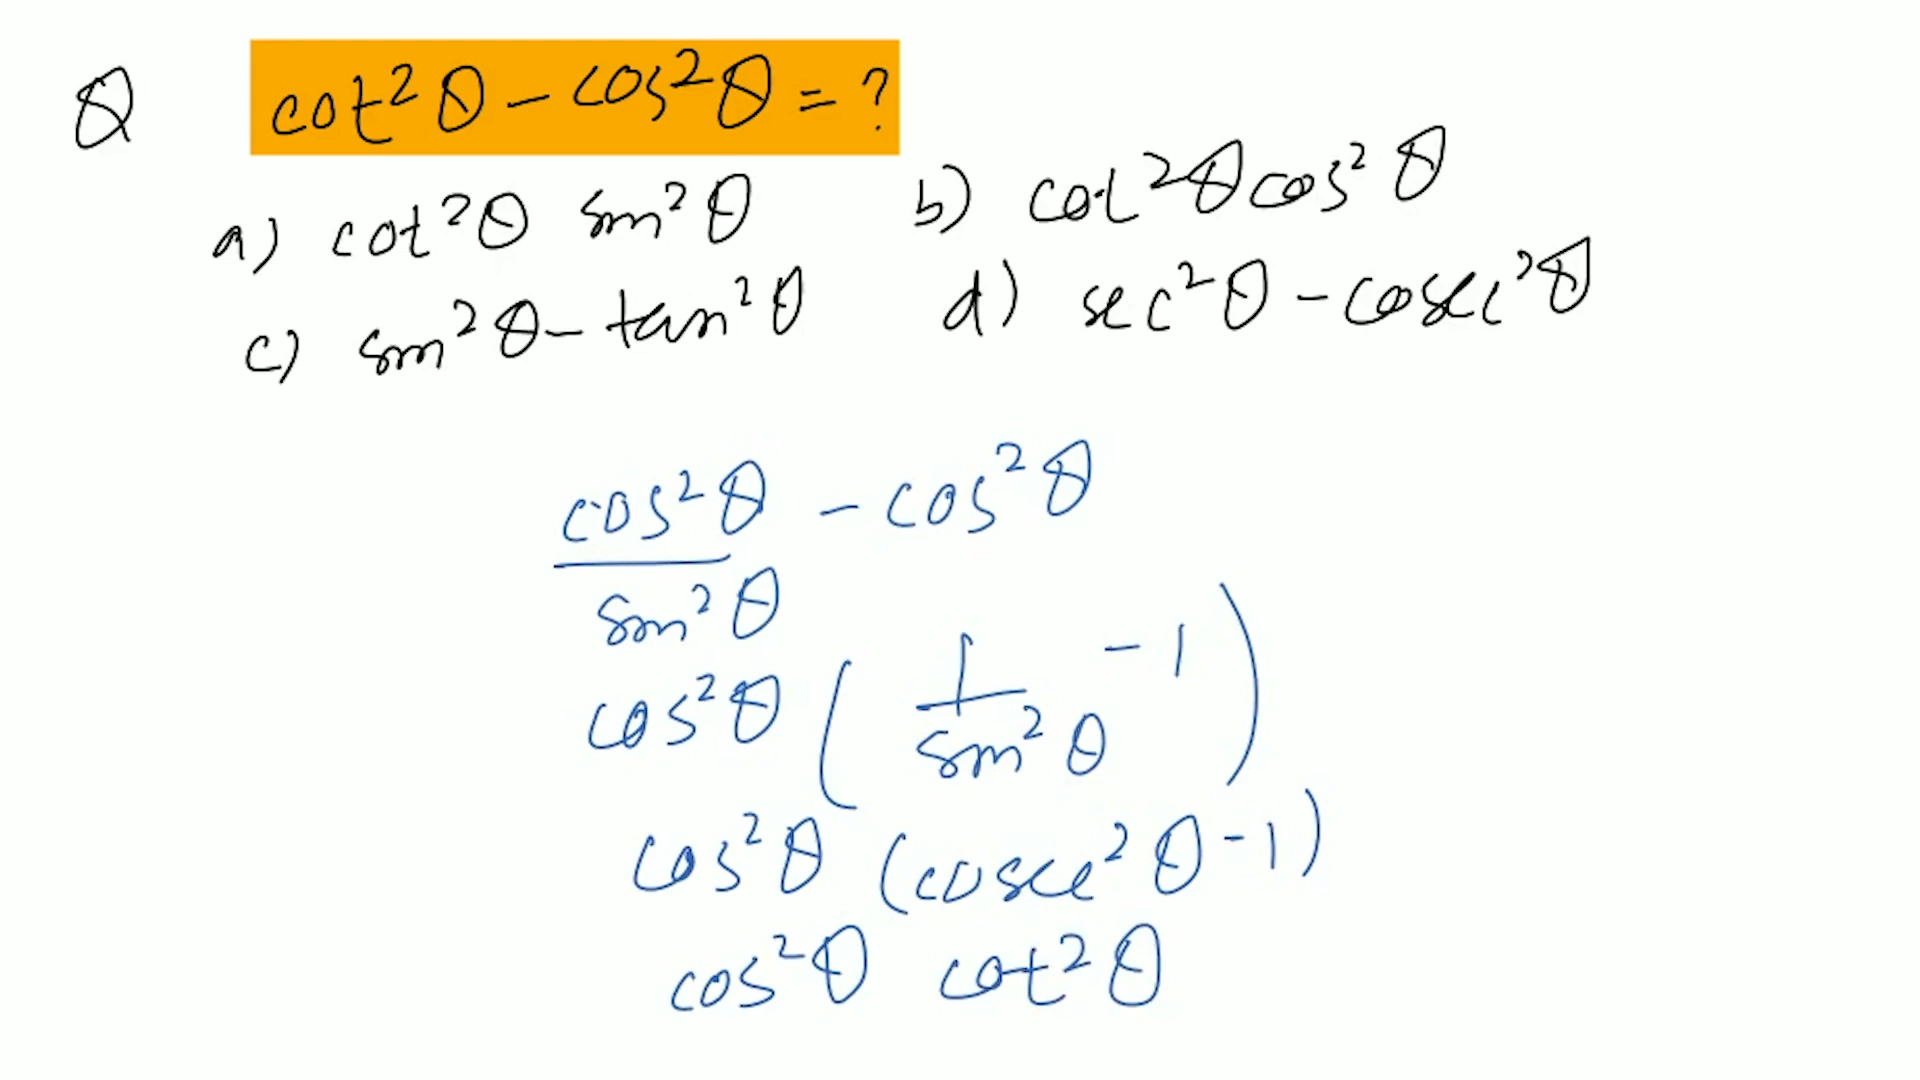 Q cot²θ - cos²θ = ?
a) cot²θ sin²θ b) cot²θ cos²θ
c) sin²θ - tan²θ d) sec²θ - cosec²θ
cos²θ/sin²θ - cos²θ
cos²θ (1/sin²θ - 1)
cos²θ (cosec²θ - 1)
cos²θ cot²θ